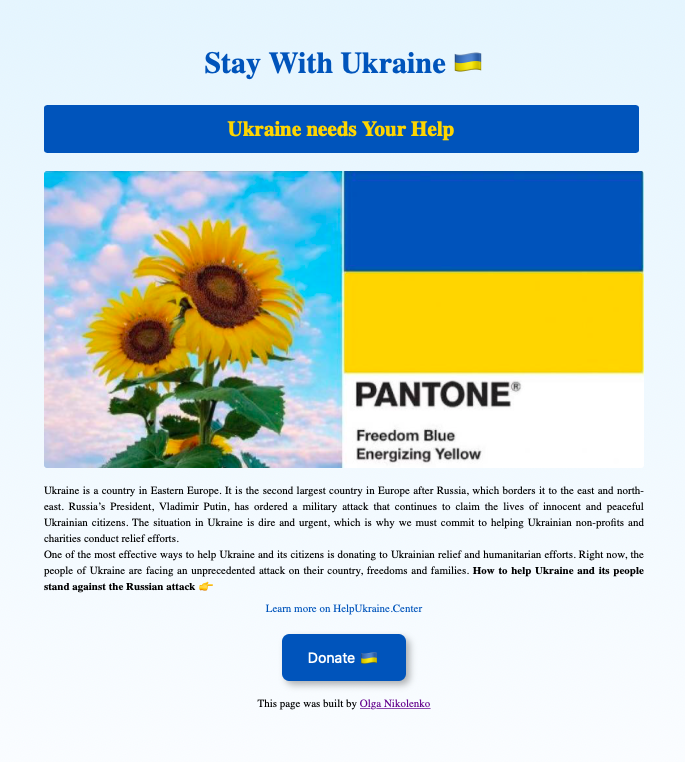 Stay With Ukraine 🇺🇦
Ukraine needs Your Help
PANTONE®
Freedom Blue
Energizing Yellow
Ukraine is a country in Eastern Europe. It is the second largest country in Europe after Russia, which borders it to the east and north-
east. Russia’s President, Vladimir Putin, has ordered a military attack that continues to claim the lives of innocent and peaceful
Ukrainian citizens. The situation in Ukraine is dire and urgent, which is why we must commit to helping Ukrainian non-profits and
charities conduct relief efforts.
One of the most effective ways to help Ukraine and its citizens is donating to Ukrainian relief and humanitarian efforts. Right now, the
people of Ukraine are facing an unprecedented attack on their country, freedoms and families. How to help Ukraine and its people
stand against the Russian attack 👉
Learn more on HelpUkraine.Center
Donate 🇺🇦
This page was built by Olga Nikolenko